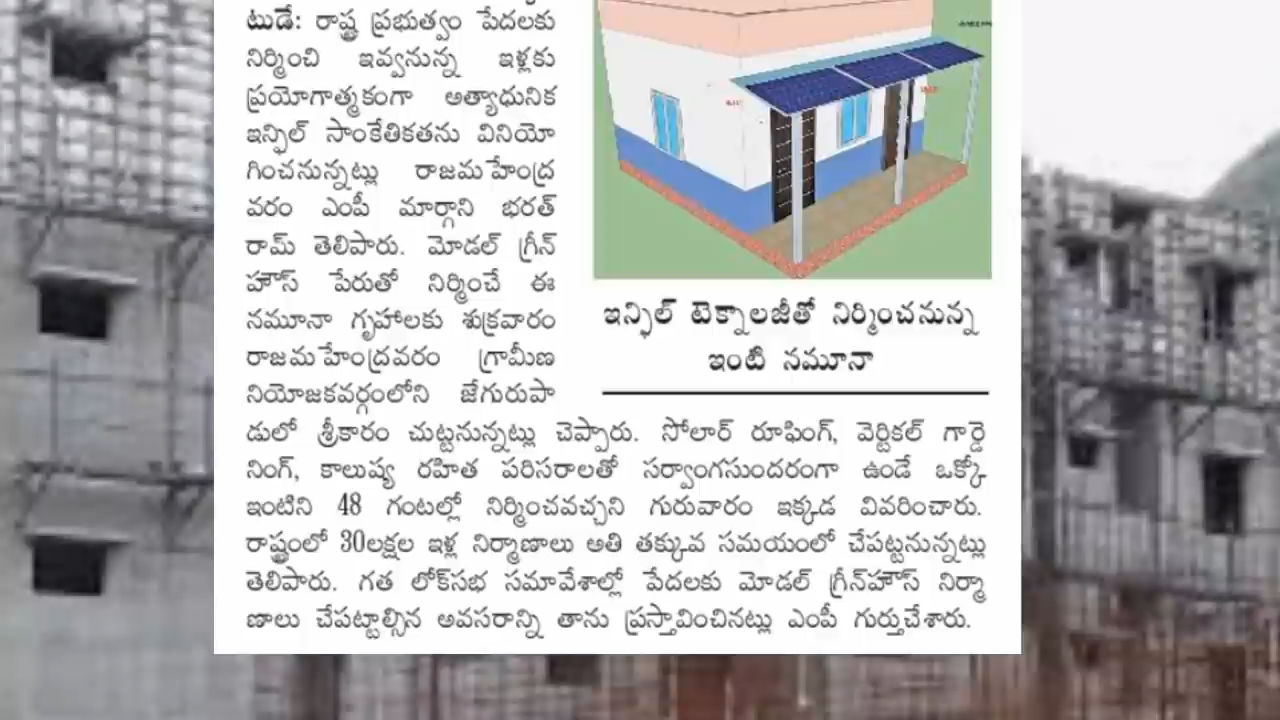 టుడే: రాష్ట్ర ప్రభుత్వం పేదలకు
నిర్మించి ఇవ్వనున్న ఇళ్లకు
ప్రయోగాత్మకంగా అత్యాధునిక
ఇన్ఫిల్ సాంకేతికతను వినియో
గించనున్నట్లు రాజమహేంద్ర
వరం ఎంపీ మార్గాని భరత్
రామ్ తెలిపారు. మోడల్ గ్రీన్
హౌస్ పేరుతో నిర్మించే ఈ
నమూనా గృహాలకు శుక్రవారం
రాజమహేంద్రవరం గ్రామీణ
నియోజకవర్గంలోని జేగురుపా
డులో శ్రీకారం చుట్టనున్నట్లు చెప్పారు. సోలార్ రూఫింగ్, వెర్టికల్ గార్డె
నింగ్, కాలుష్య రహిత పరిసరాలతో సర్వాంగసుందరంగా ఉండే ఒక్కో
ఇంటిని 48 గంటల్లో నిర్మించవచ్చని గురువారం ఇక్కడ వివరించారు.
రాష్ట్రంలో 30లక్షల ఇళ్ల నిర్మాణాలు అతి తక్కువ సమయంలో చేపట్టనున్నట్లు
తెలిపారు. గత లోక్‌సభ సమావేశాల్లో పేదలకు మోడల్ గ్రీన్‌హౌస్ నిర్మా
ణాలు చేపట్టాల్సిన అవసరాన్ని తాను ప్రస్తావించినట్లు ఎంపీ గుర్తుచేశారు.
ఇన్ఫిల్ టెక్నాలజీతో నిర్మించనున్న
ఇంటి నమూనా